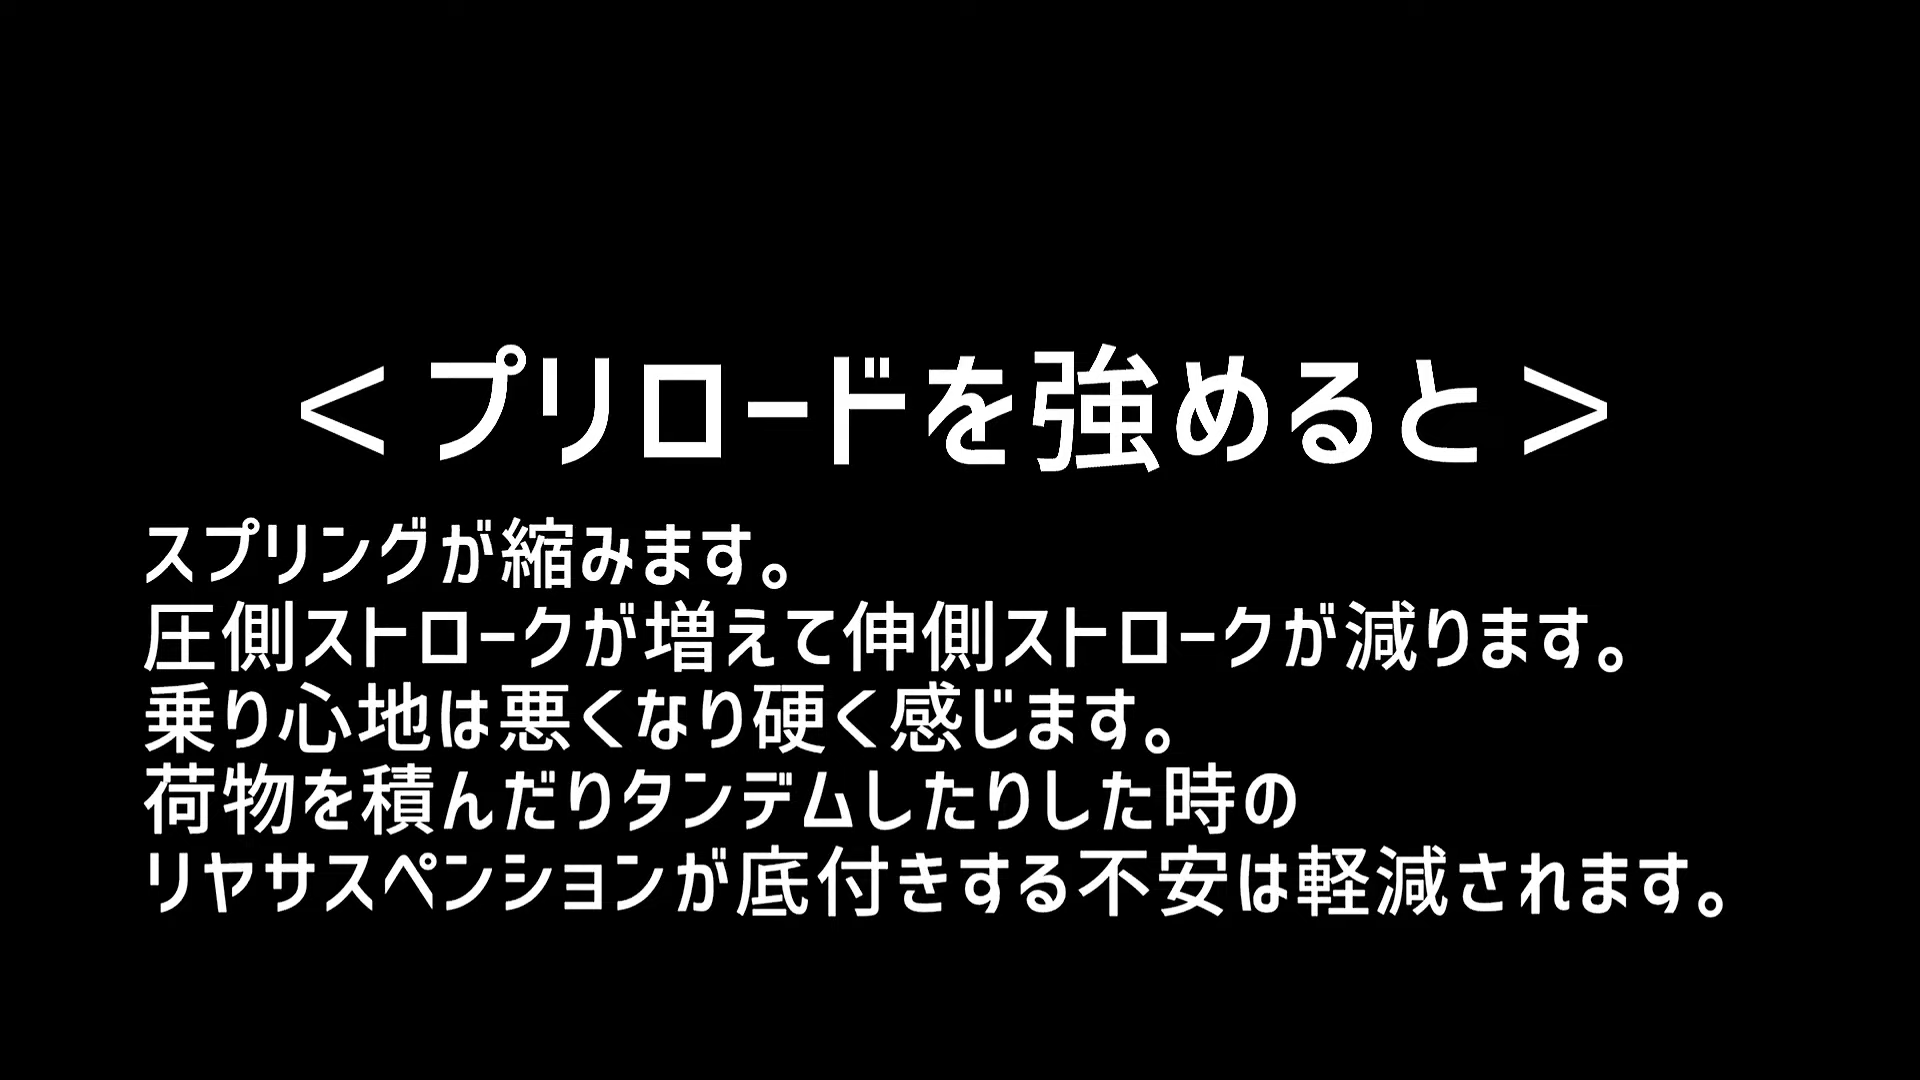 ＜プリロードを強めると＞
スプリングが縮みます。
圧側ストロークが増えて伸側ストロークが減ります。
乗り心地は悪くなり硬く感じます。
荷物を積んだりタンデムしたりした時の
リヤサスペンションが底付きする不安は軽減されます。